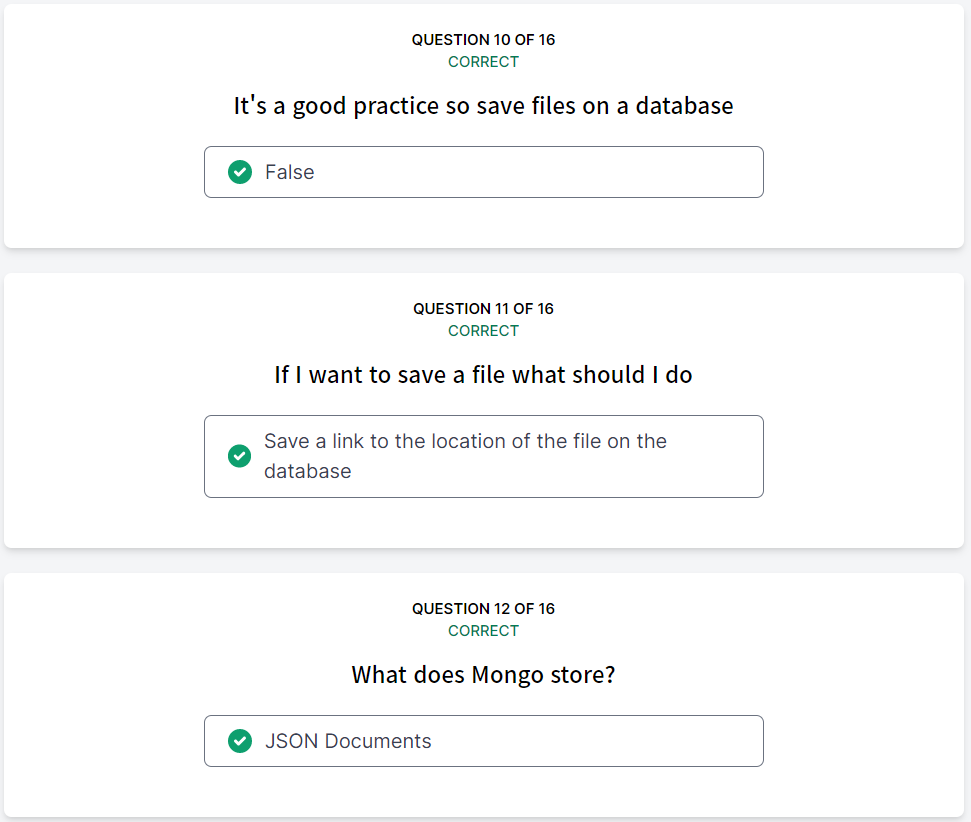 QUESTION 10 OF 16
CORRECT
It's a good practice so save files on a database
False
QUESTION 11 OF 16
CORRECT
If I want to save a file what should I do
Save a link to the location of the file on the
database
QUESTION 12 OF 16
CORRECT
What does Mongo store?
JSON Documents